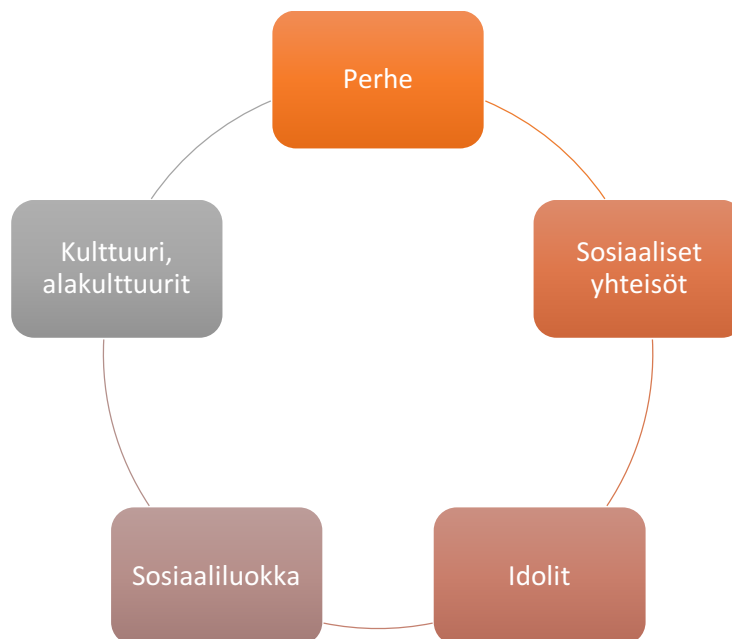 Perhe
Sosiaaliset
yhteisöt
Idolit
Sosiaaliluokka
Kulttuuri,
alakulttuurit